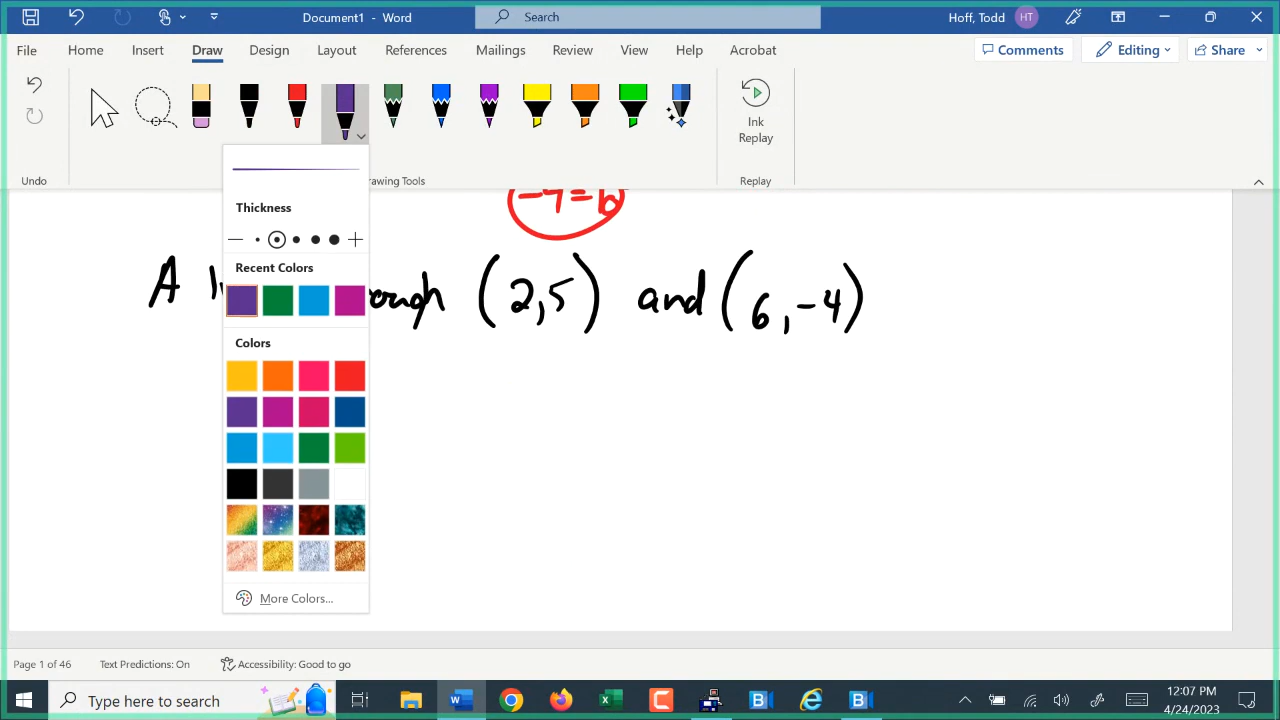 Document1 - Word
Search
Hoff, Todd
HT
File
Home
Insert
Draw
Design
Layout
References
Mailings
Review
View
Help
Acrobat
Comments
Editing
Share
Ink
Replay
Undo
rawing Tools
Replay
Thickness
Recent Colors
Colors
More Colors...
-7=b
A l rough (2,5) and (6,-4)
Page 1 of 46
Text Predictions: On
Accessibility: Good to go
Type here to search
12:07 PM
4/24/2023